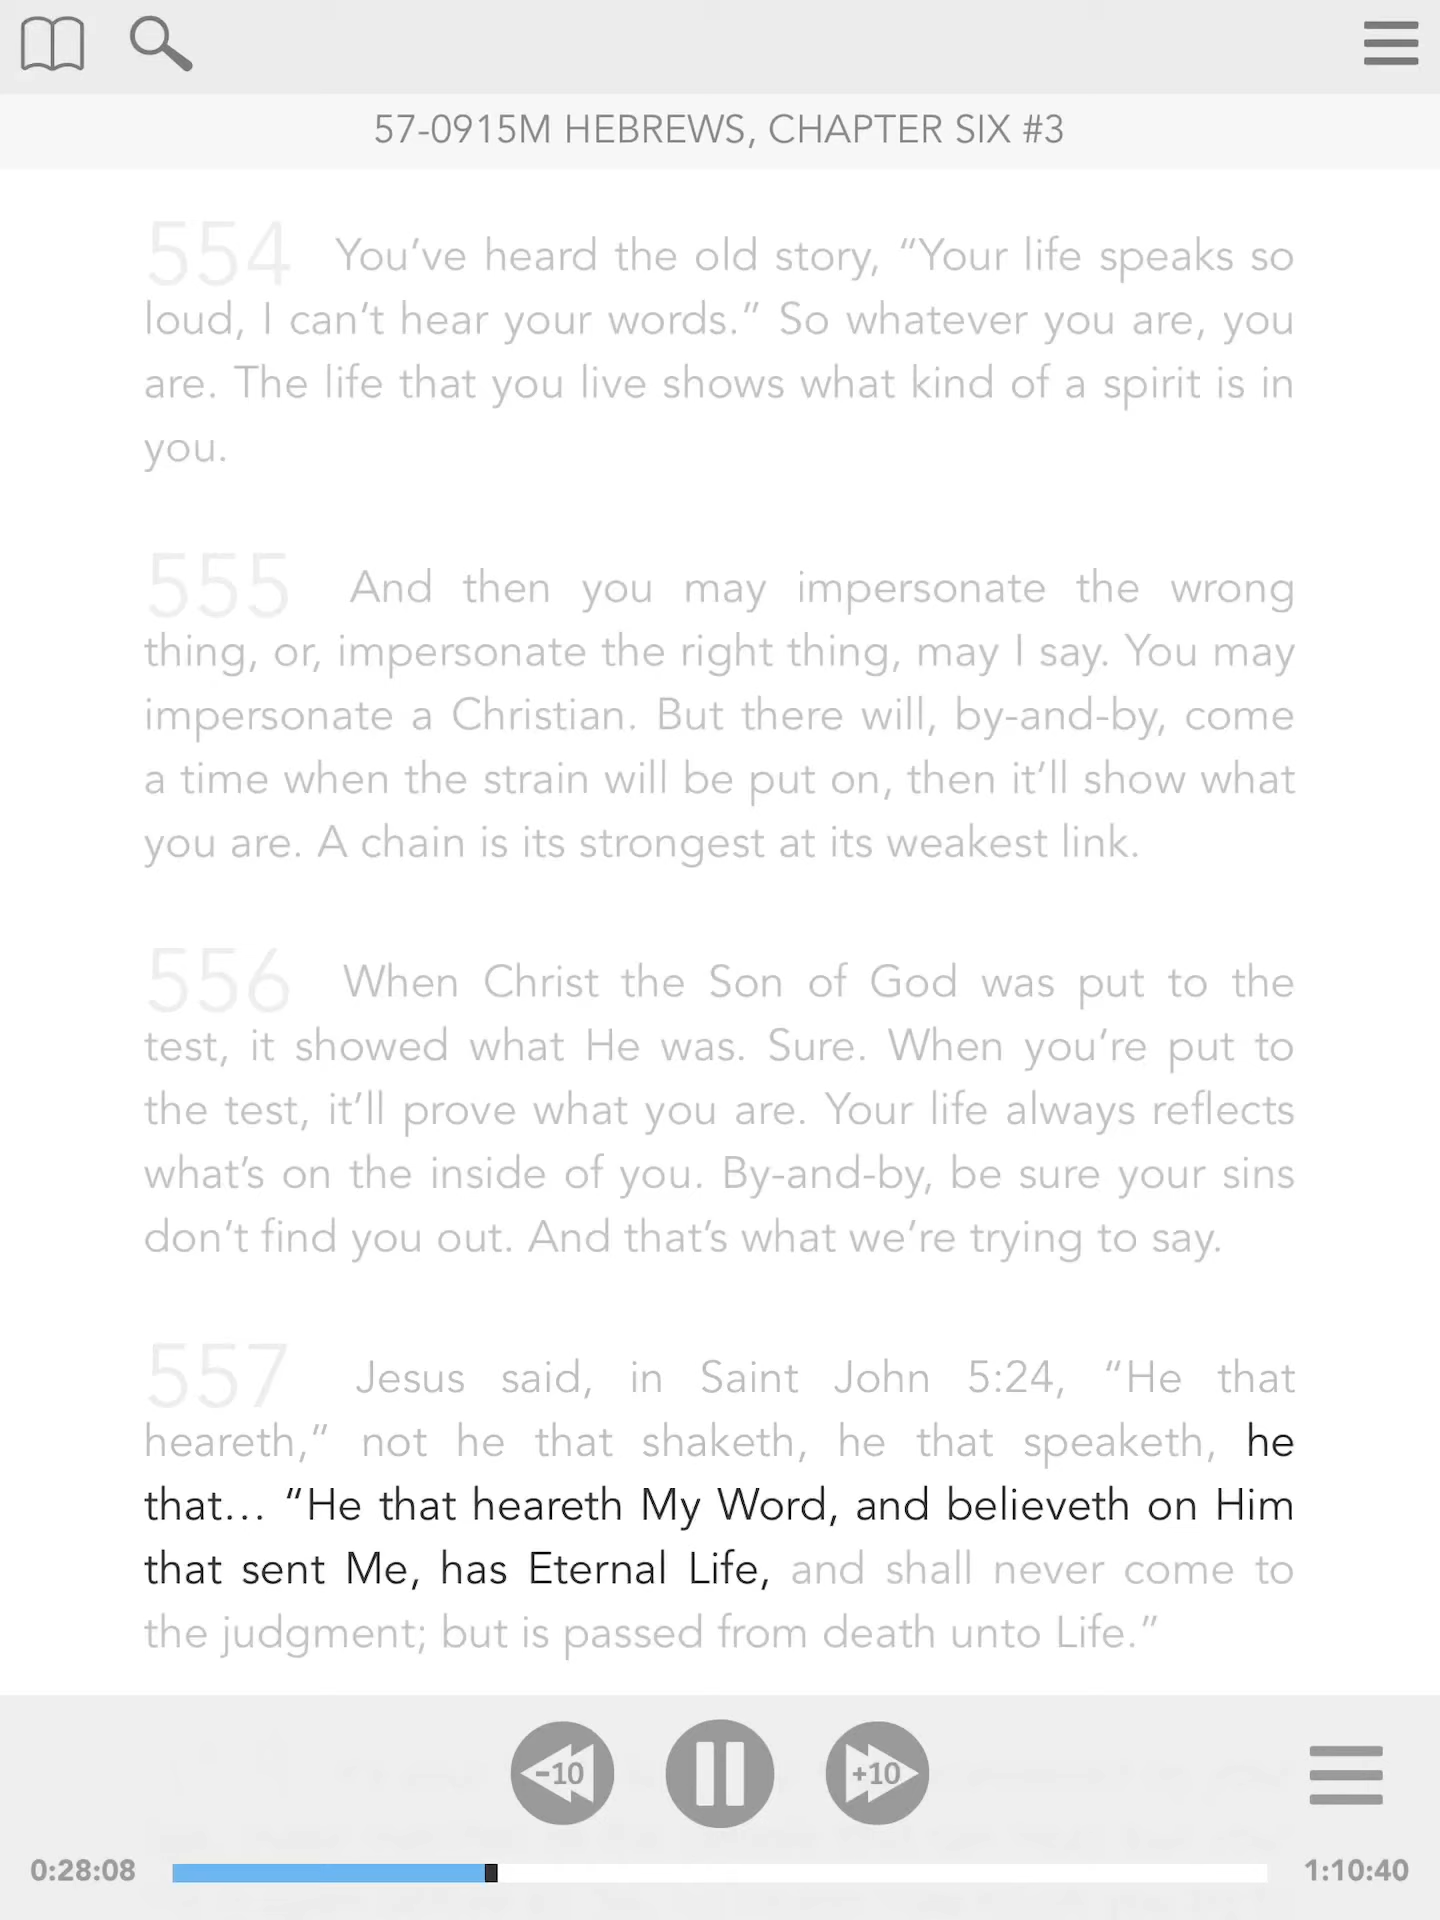 57-0915M HEBREWS, CHAPTER SIX #3
554 You’ve heard the old story, “Your life speaks so
loud, I can’t hear your words.” So whatever you are, you
are. The life that you live shows what kind of a spirit is in
you.
555 And then you may impersonate the wrong
thing, or, impersonate the right thing, may I say. You may
impersonate a Christian. But there will, by-and-by, come
a time when the strain will be put on, then it’ll show what
you are. A chain is its strongest at its weakest link.
556 When Christ the Son of God was put to the
test, it showed what He was. Sure. When you’re put to
the test, it’ll prove what you are. Your life always reflects
what’s on the inside of you. By-and-by, be sure your sins
don’t find you out. And that’s what we’re trying to say.
557 Jesus said, in Saint John 5:24, “He that
heareth,” not he that shaketh, he that speaketh, he
that… “He that heareth My Word, and believeth on Him
that sent Me, has Eternal Life, and shall never come to
the judgment; but is passed from death unto Life.”
-10 +10
0:28:08 1:10:40